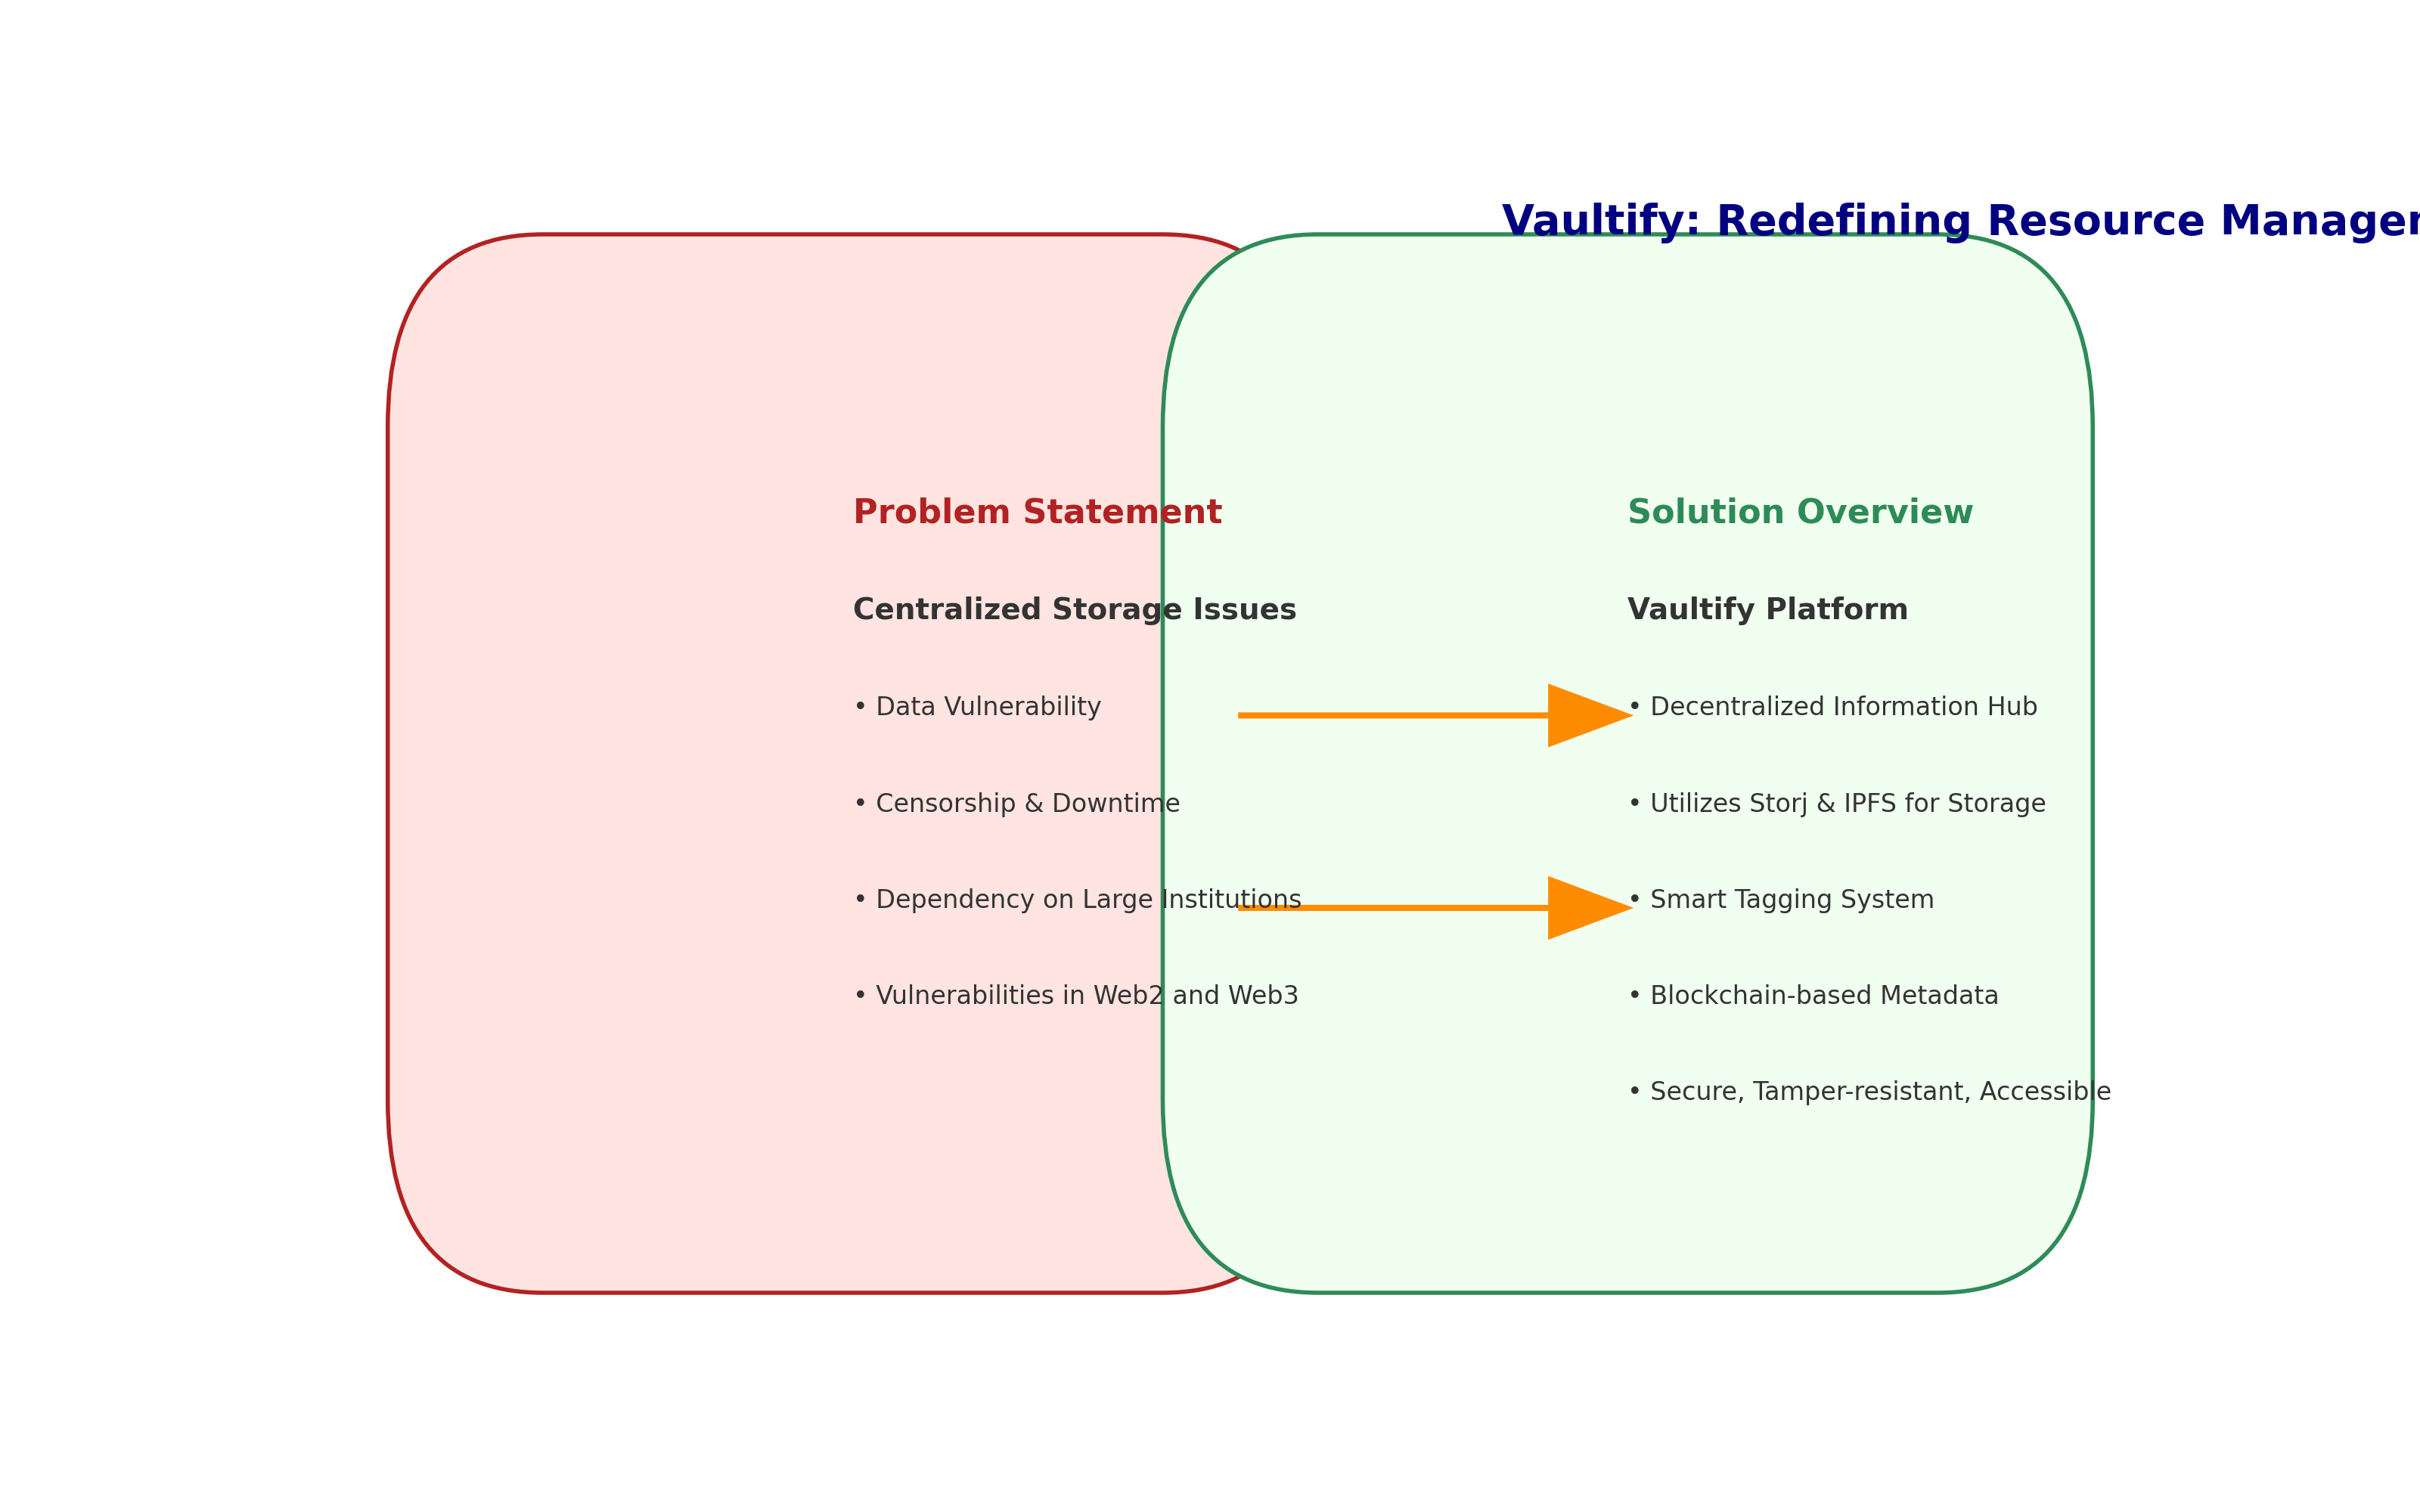 Vaultify: Redefining Resource
Problem Statement
Centralized Storage Issues
• Data Vulnerability
• Censorship & Downtime
• Dependency on Large Institutions
• Vulnerabilities in Web2 and Web3
Solution Overview
Vaultify Platform
• Decentralized Information Hub
• Utilizes Storj & IPFS for Storage
• Smart Tagging System
• Blockchain-based Metadata
• Secure, Tamper-resistant, Accessible